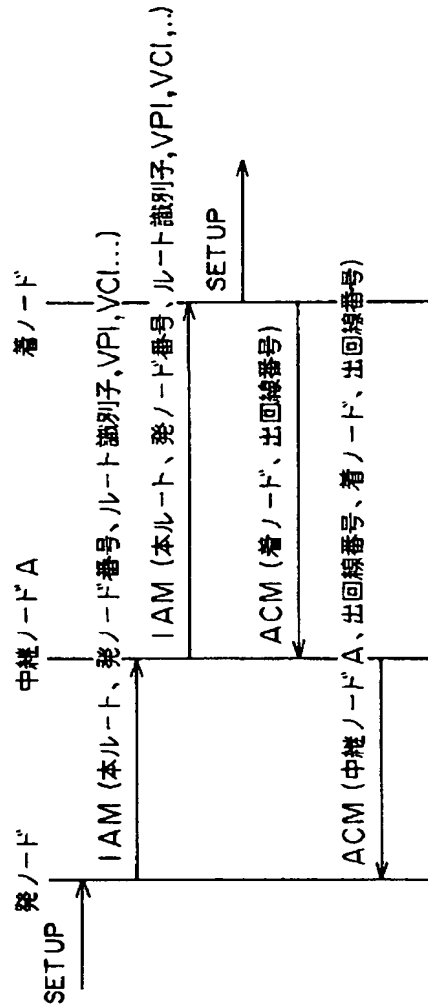 発ノード
中継ノード A
着ノード
SETUP
IAM (本ルート、発ノード番号、ルート識別子,VPI,VCI...)
IAM (本ルート、発ノード番号、ルート識別子,VPI,VCI,..)
SETUP
ACM (着ノード、出回線番号)
ACM (中継ノード A、出回線番号、着ノード、出回線番号)